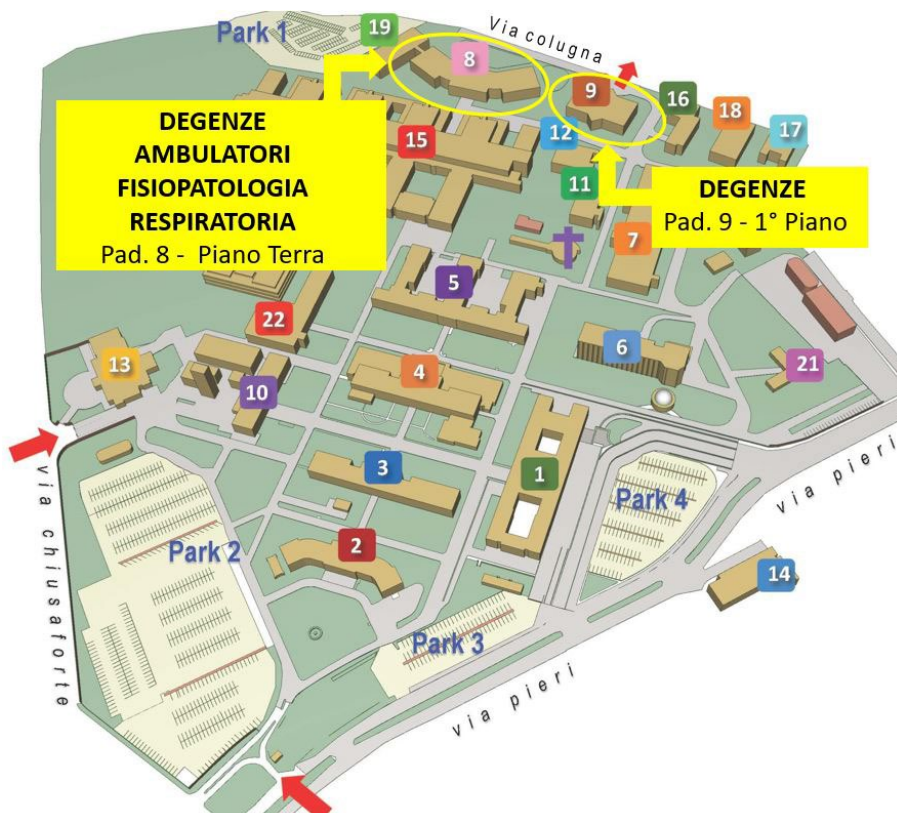 Park 1
19
Via colugna
8
9
16
18
17
DEGENZE
AMBULATORI
FISIOPATOLOGIA
RESPIRATORIA
Pad. 8 - Piano Terra
15
12
11
DEGENZE
Pad. 9 - 1° Piano
7
5
22
6
13
10
4
21
3
1
via pieri
Park 4
via chiusaforte
Park 2
2
14
Park 3
via pieri